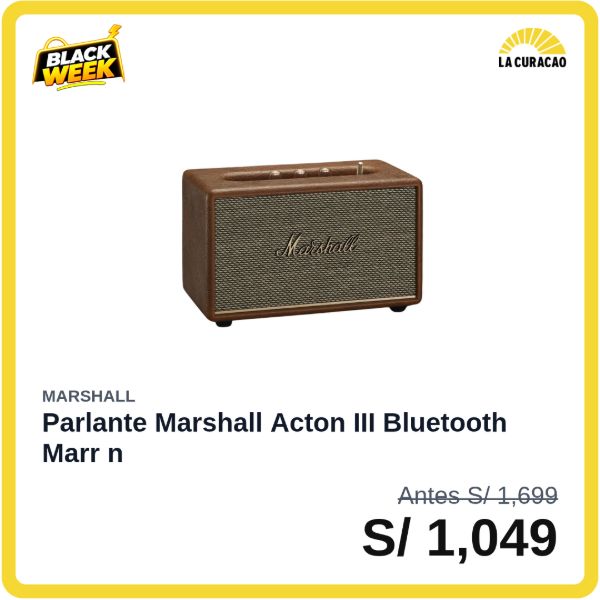 BLACK
WEEK
LA CURACAO
Marshall
MARSHALL
Parlante Marshall Acton III Bluetooth
Marr n
Antes S/ 1,699
S/ 1,049